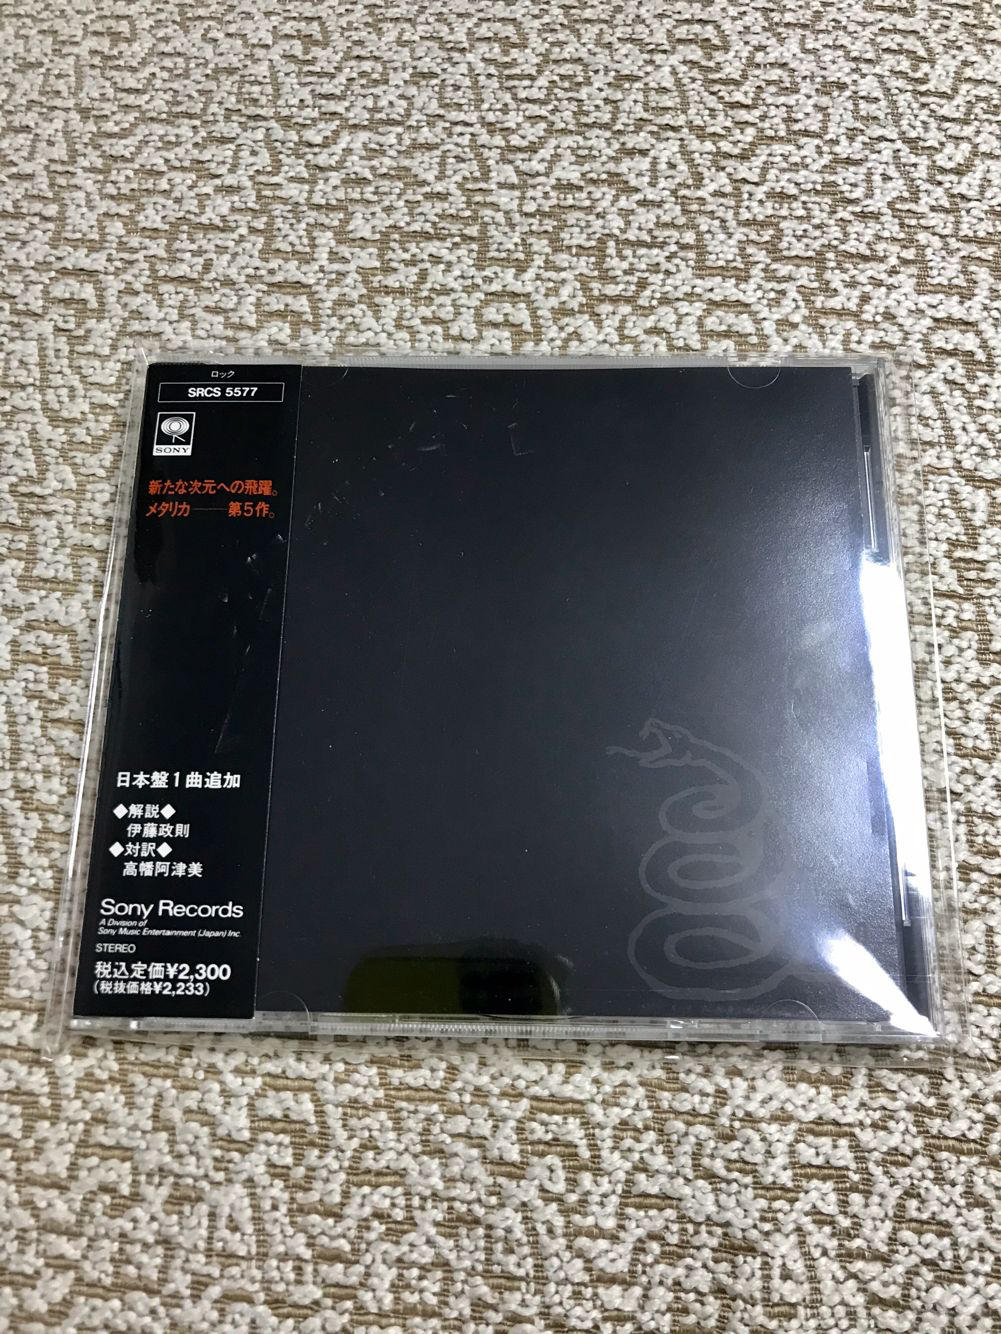 ロック
SRCS 5577
SONY
新たな次元への飛躍。
メタリカ――第5作。
日本盤1曲追加
◆解説◆
伊藤政則
◆対訳◆
高幡阿津美
Sony Records
A Division of
Sony Music Entertainment (Japan) Inc.
STEREO
税込定価¥2,300
(税抜価格¥2,233)